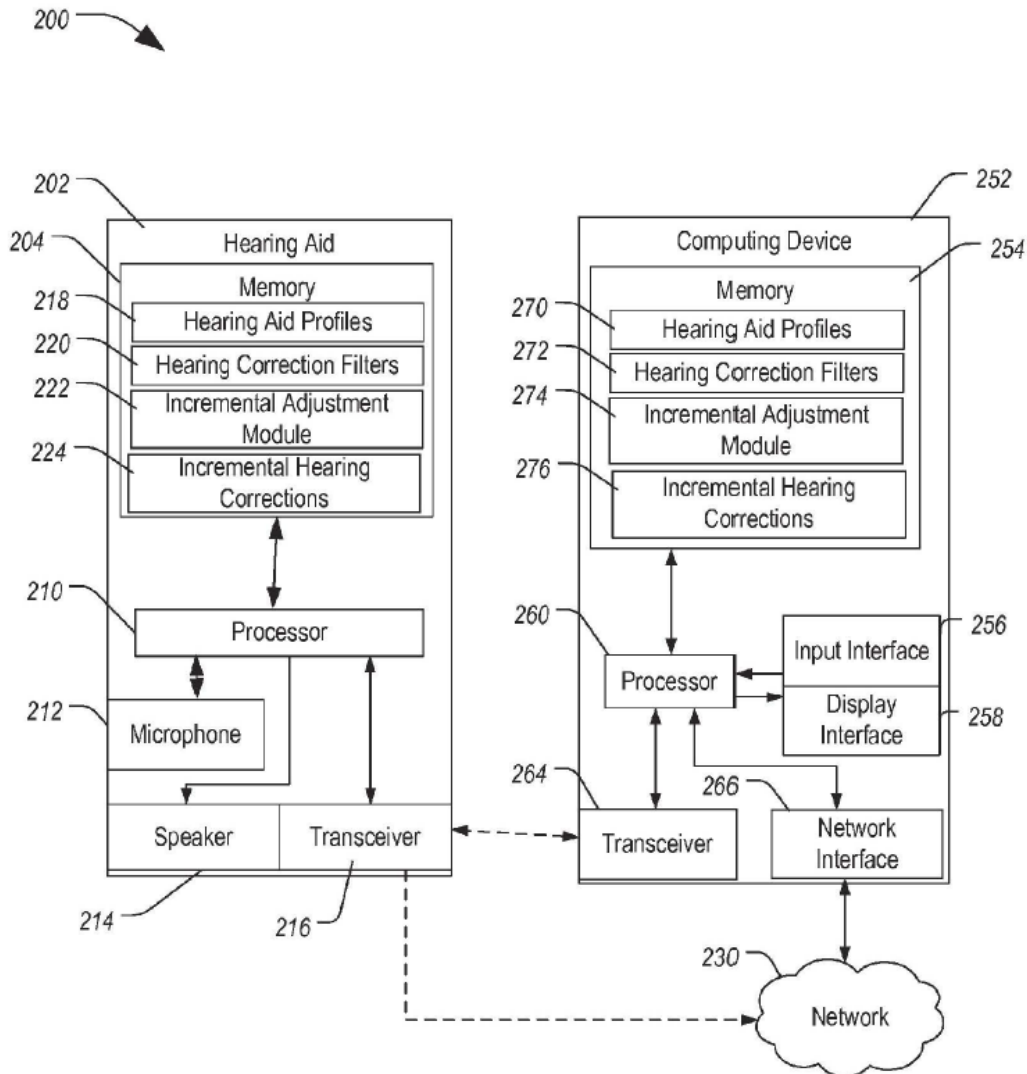 200
202
252
204
Hearing Aid
Computing Device
254
Memory
Memory
218
Hearing Aid Profiles
270
Hearing Aid Profiles
220
Hearing Correction Filters
272
Hearing Correction Filters
222
Incremental Adjustment
Module
274
Incremental Adjustment
Module
224
Incremental Hearing
Corrections
276
Incremental Hearing
Corrections
210
Processor
260
Processor
Input Interface
256
Display
Interface
258
212
Microphone
264
266
Speaker
Transceiver
Transceiver
Network
Interface
214
216
230
Network